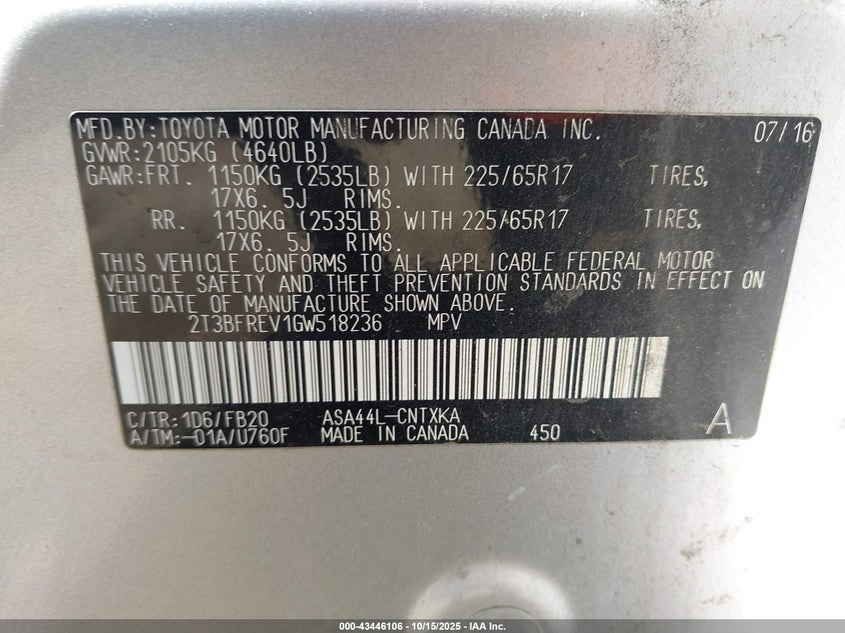 MFD.BY:TOYOTA MOTOR MANUFACTURING CANADA INC. 07/16
GVWR:2105KG (4640LB)
GAWR:FRT. 1150KG (2535LB) WITH 225/65R17 TIRES,
17X6. 5J RIMS.
RR. 1150KG (2535LB) WITH 225/65R17 TIRES,
17X6. 5J RIMS.
THIS VEHICLE CONFORMS TO ALL APPLICABLE FEDERAL MOTOR
VEHICLE SAFETY AND THEFT PREVENTION STANDARDS IN EFFECT ON
THE DATE OF MANUFACTURE SHOWN ABOVE.
2T3BFREV1GW518236 MPV
C/TR:1D6/FB20 ASA44L-CNTXKA
A/TM:-01A/U760F MADE IN CANADA 450 A
000-43446106 - 10/15/2025 - IAA Inc.